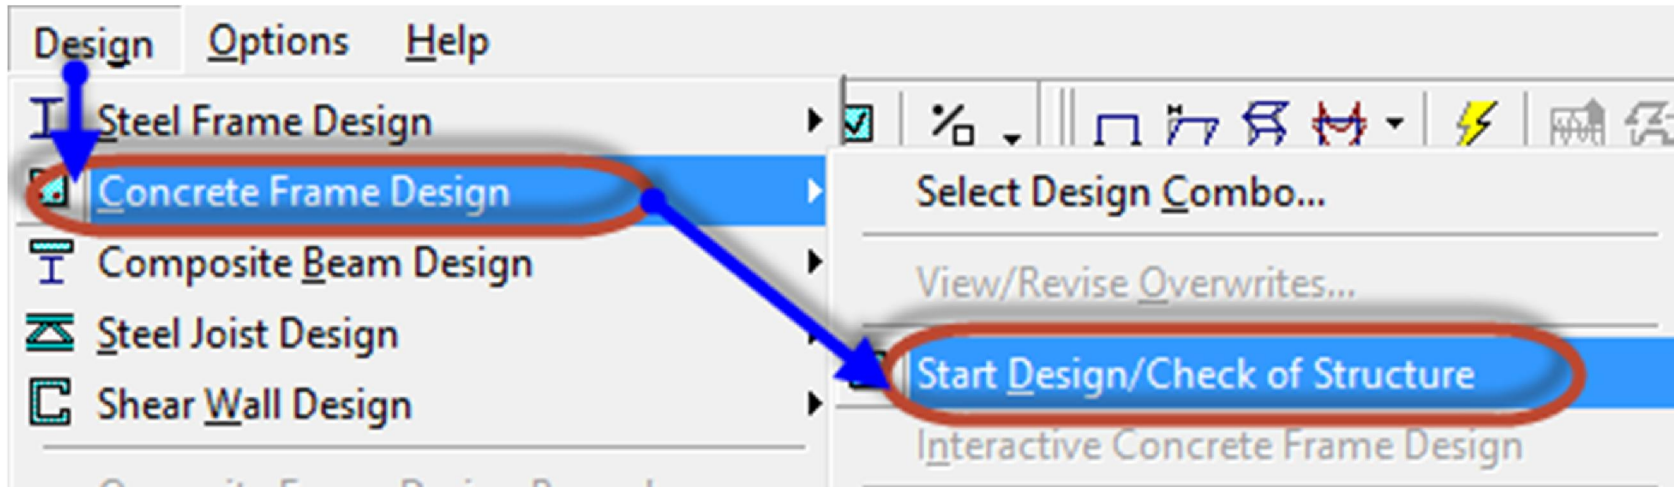 Design Options Help
Steel Frame Design
Concrete Frame Design
Composite Beam Design
Steel Joist Design
Shear Wall Design
Select Design Combo...
View/Revise Overwrites...
Start Design/Check of Structure
Interactive Concrete Frame Design